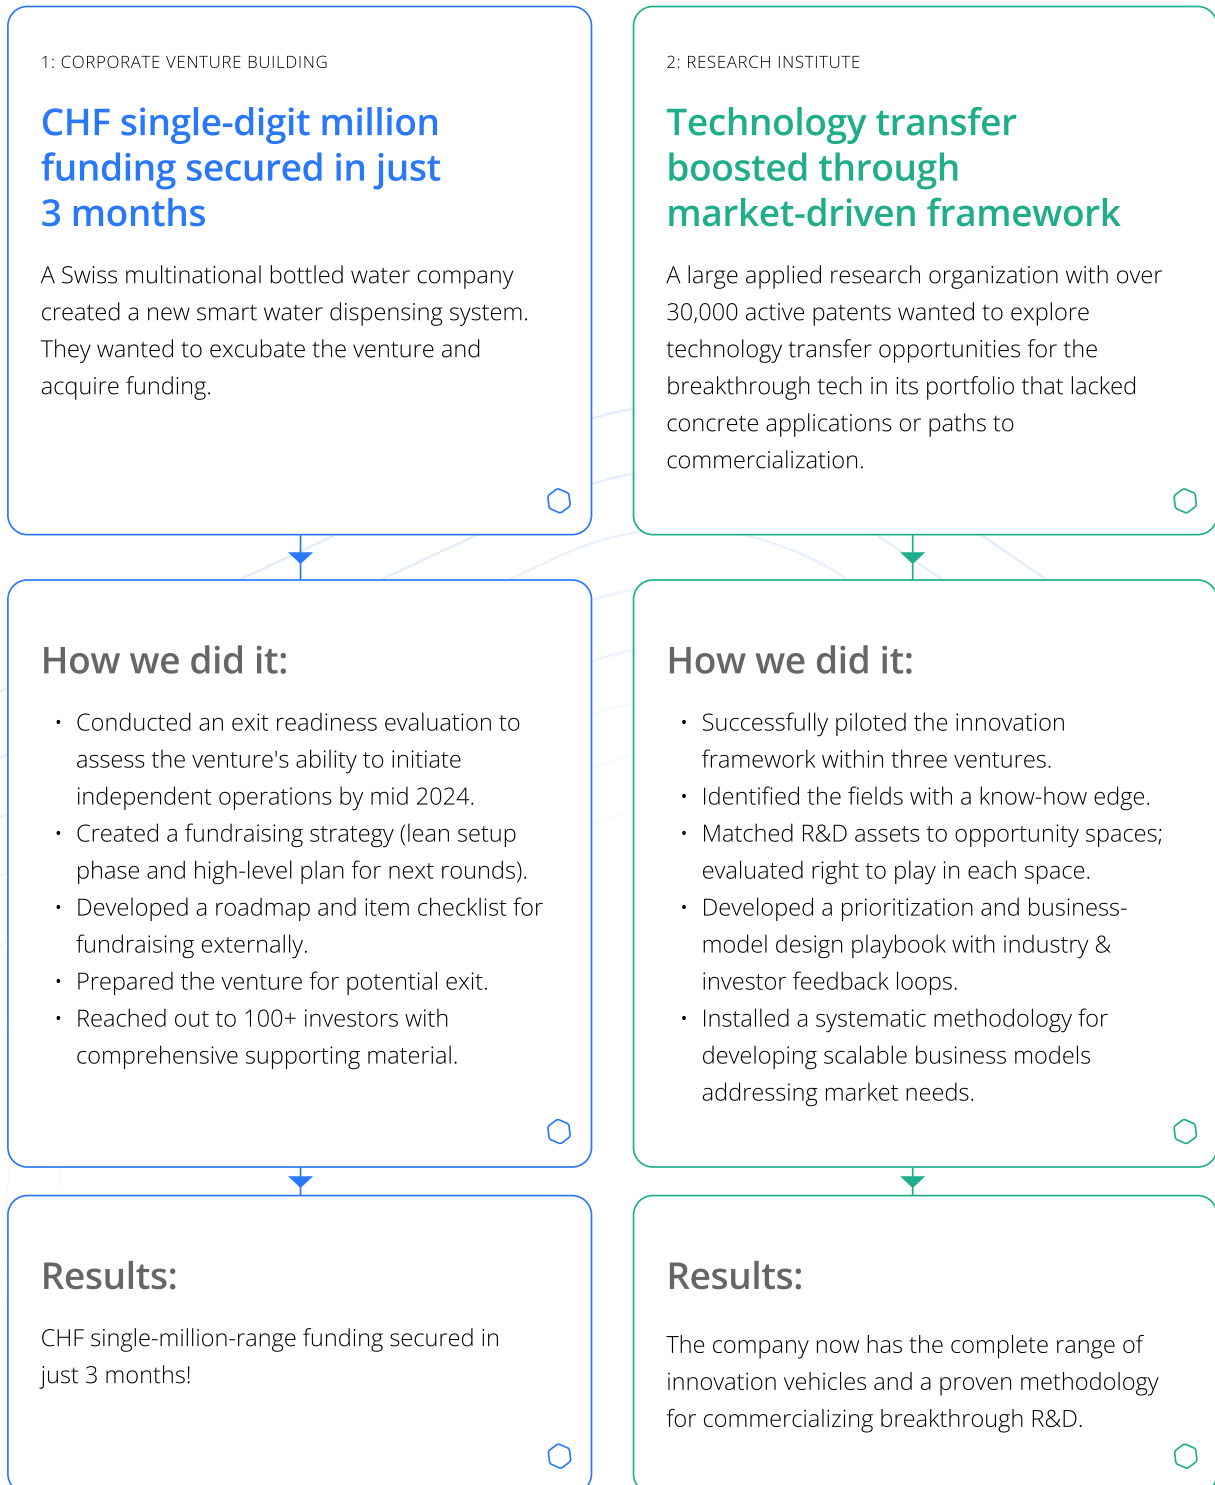 1: CORPORATE VENTURE BUILDING
CHF single-digit million
funding secured in just
3 months
A Swiss multinational bottled water company
created a new smart water dispensing system.
They wanted to excubate the venture and
acquire funding.
How we did it:
• Conducted an exit readiness evaluation to
assess the venture's ability to initiate
independent operations by mid 2024.
• Created a fundraising strategy (lean setup
phase and high-level plan for next rounds).
• Developed a roadmap and item checklist for
fundraising externally.
• Prepared the venture for potential exit.
• Reached out to 100+ investors with
comprehensive supporting material.
Results:
CHF single-million-range funding secured in
just 3 months!
2: RESEARCH INSTITUTE
Technology transfer
boosted through
market-driven framework
A large applied research organization with over
30,000 active patents wanted to explore
technology transfer opportunities for the
breakthrough tech in its portfolio that lacked
concrete applications or paths to
commercialization.
How we did it:
• Successfully piloted the innovation
framework within three ventures.
• Identified the fields with a know-how edge.
• Matched R&D assets to opportunity spaces;
evaluated right to play in each space.
• Developed a prioritization and business-
model design playbook with industry &
investor feedback loops.
• Installed a systematic methodology for
developing scalable business models
addressing market needs.
Results:
The company now has the complete range of
innovation vehicles and a proven methodology
for commercializing breakthrough R&D.